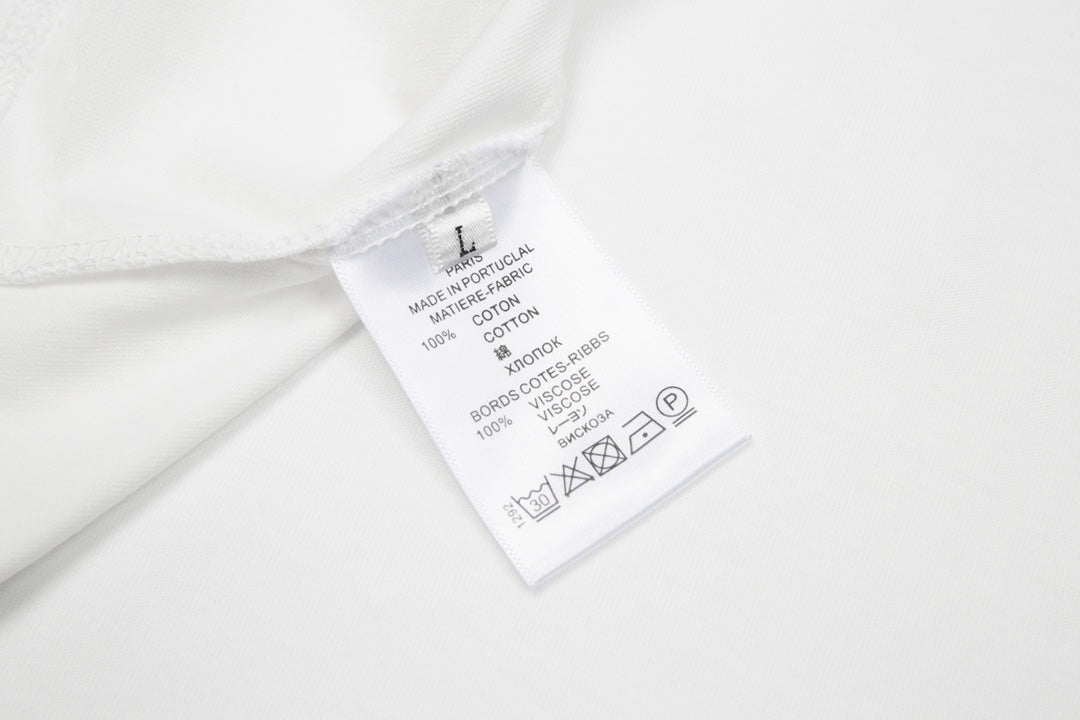 L
PARIS
MADE IN PORTUCLAL
MATIERE-FABRIC
100% COTON
COTTON
綿
ХЛОПОК
BORDS COTES-RIBBS
100% VISCOSE
VISCOSE
レーヨン
ВИСКОЗА
1292 30 P